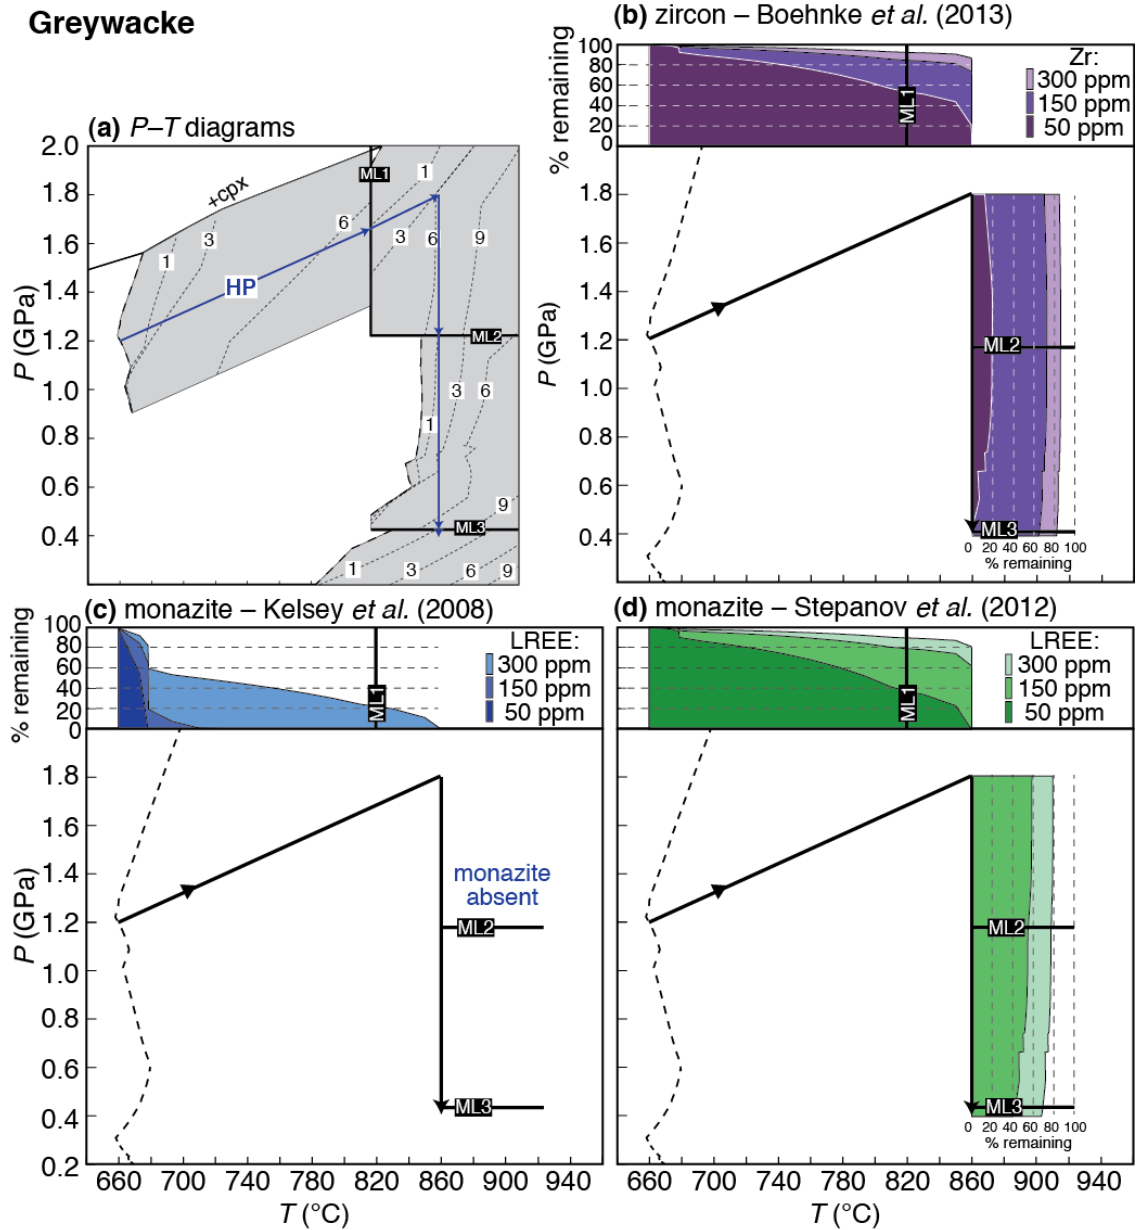 Greywacke
(a) P–T diagrams
2.0
1.8
1.6
1.4
1.2
1.0
0.8
0.6
0.4
P (GPa)
+cpx
1
3
6
HP
ML1
1
3
6
9
ML2
1
3
6
9
ML3
1
3
6
9
(b) zircon – Boehnke et al. (2013)
100
80
60
40
20
0
% remaining
ML1
Zr:
300 ppm
150 ppm
50 ppm
1.8
1.6
1.4
1.2
1.0
0.8
0.6
0.4
P (GPa)
ML2
ML3
0 20 40 60 80 100
% remaining
(c) monazite – Kelsey et al. (2008)
100
80
60
40
20
0
% remaining
ML1
LREE:
300 ppm
150 ppm
50 ppm
1.8
1.6
1.4
1.2
1.0
0.8
0.6
0.4
0.2
P (GPa)
monazite
absent
ML2
ML3
660 700 740 780 820 860 900 940
T (°C)
(d) monazite – Stepanov et al. (2012)
ML1
LREE:
300 ppm
150 ppm
50 ppm
ML2
ML3
0 20 40 60 80 100
% remaining
660 700 740 780 820 860 900 940
T (°C)